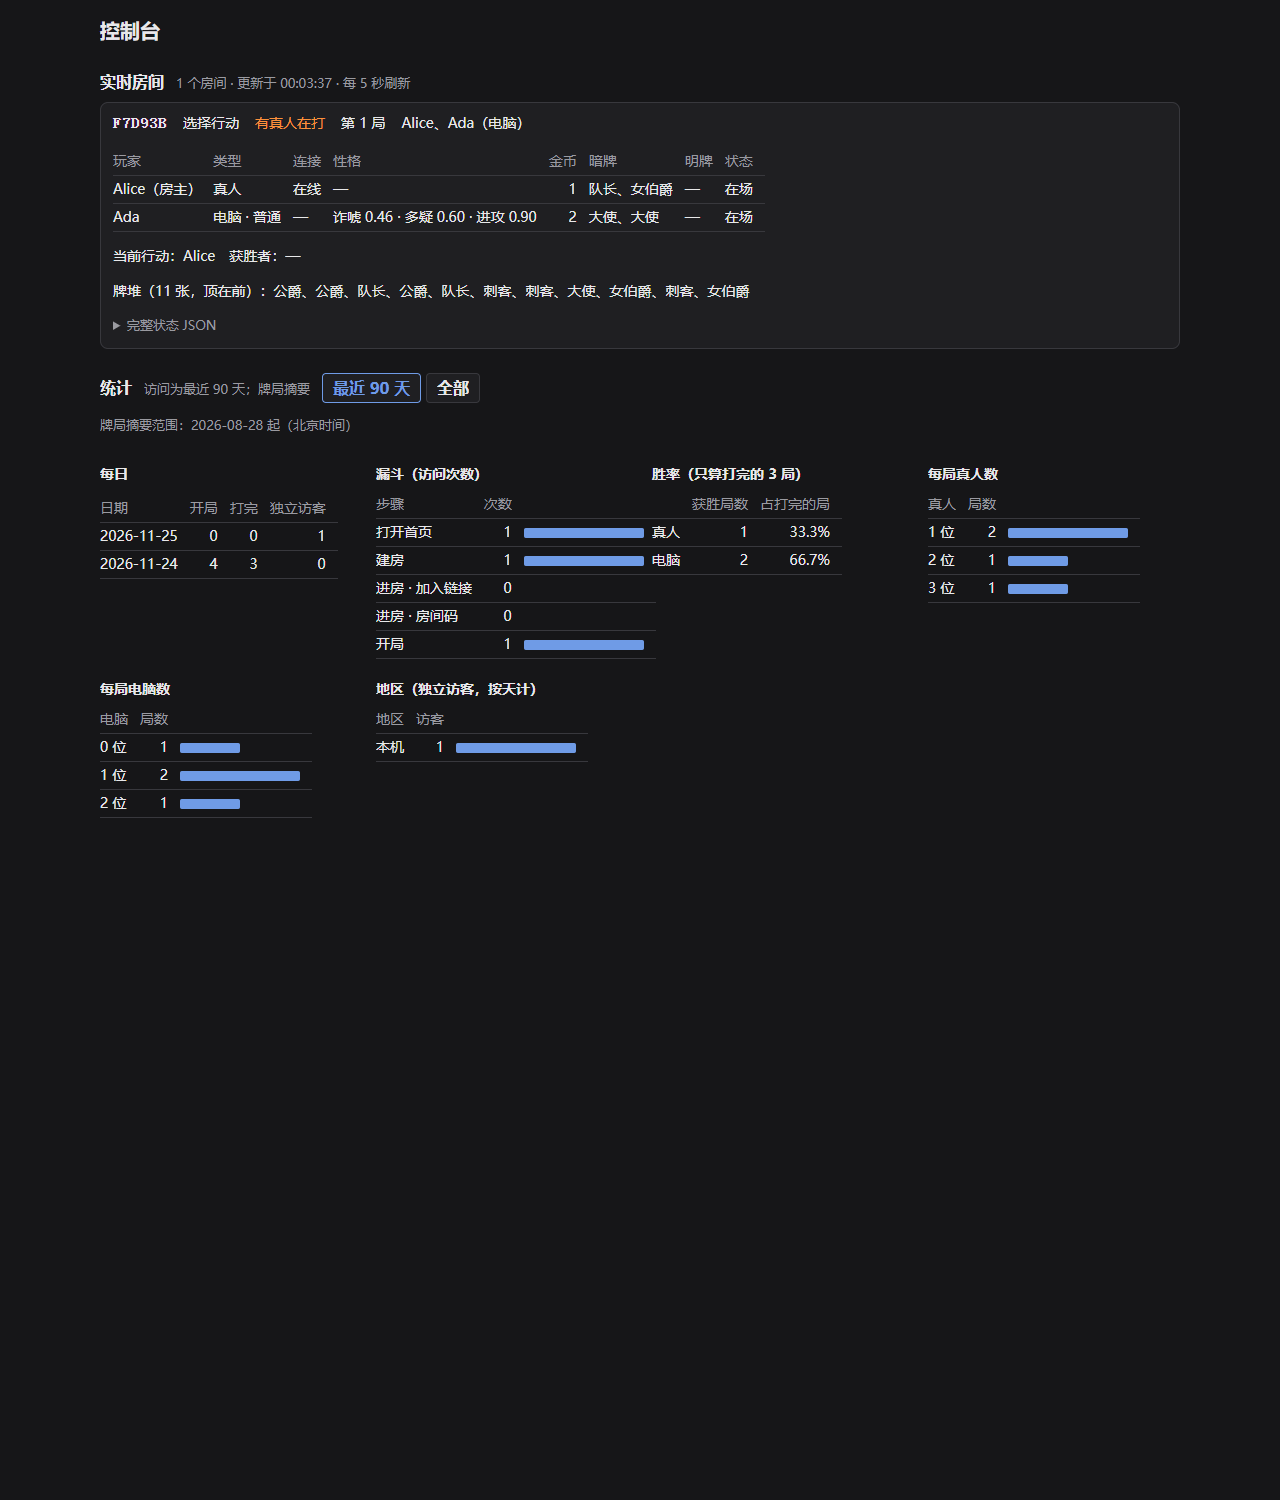 控制台
实时房间 1 个房间 · 更新于 00:03:37 · 每 5 秒刷新
F7D93B 选择行动 有真人在打 第 1 局 Alice、Ada（电脑）
玩家 类型 连接 性格 金币 暗牌 明牌 状态
Alice（房主） 真人 在线 — 1 队长、女伯爵 — 在场
Ada 电脑 · 普通 — 诈唬 0.46 · 多疑 0.60 · 进攻 0.90 2 大使、大使 — 在场
当前行动：Alice 获胜者：—
牌堆（11 张，顶在前）：公爵、公爵、队长、公爵、队长、刺客、刺客、大使、女伯爵、刺客、女伯爵
▶ 完整状态 JSON
统计 访问为最近 90 天；牌局摘要 最近 90 天 全部
牌局摘要范围：2026-08-28 起（北京时间）
每日
日期 开局 打完 独立访客
2026-11-25 0 0 1
2026-11-24 4 3 0
漏斗（访问次数）
步骤 次数
打开首页 1
建房 1
进房 · 加入链接 0
进房 · 房间码 0
开局 1
胜率（只算打完的 3 局）
获胜局数 占打完的局
真人 1 33.3%
电脑 2 66.7%
每局真人数
真人 局数
1 位 2
2 位 1
3 位 1
每局电脑数
电脑 局数
0 位 1
1 位 2
2 位 1
地区（独立访客，按天计）
地区 访客
本机 1